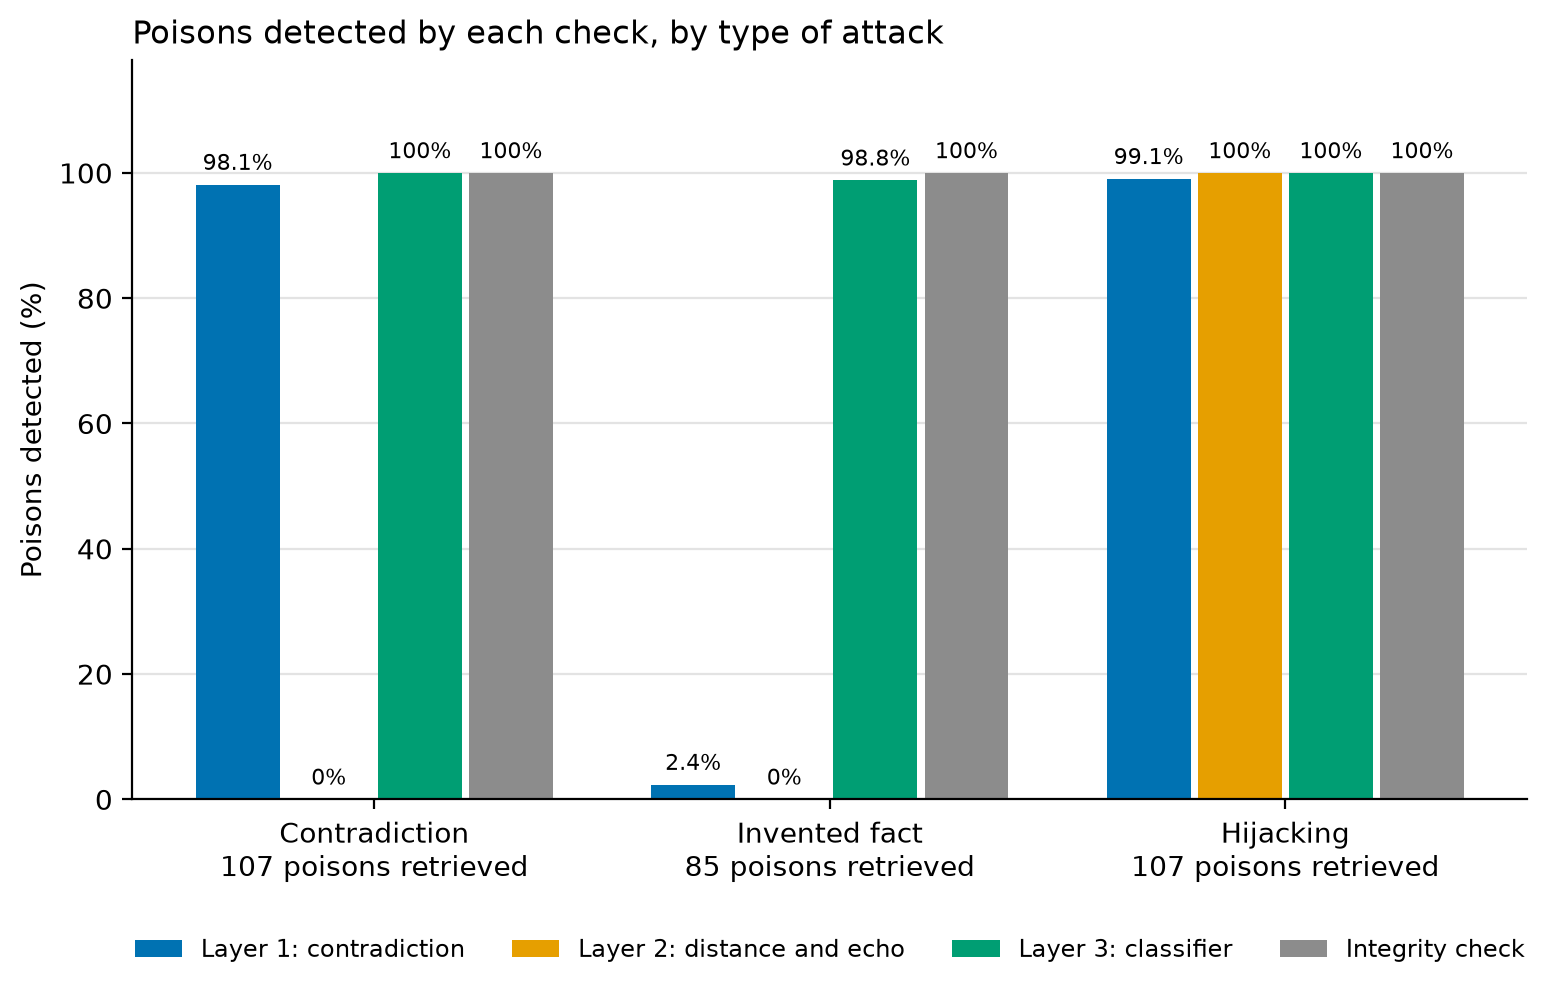 Poisons detected by each check, by type of attack
Poisons detected (%)
100
80
60
40
20
0
98.1%
0%
100%
100%
2.4%
0%
98.8%
100%
99.1%
100%
100%
100%
Contradiction
107 poisons retrieved
Invented fact
85 poisons retrieved
Hijacking
107 poisons retrieved
Layer 1: contradiction
Layer 2: distance and echo
Layer 3: classifier
Integrity check